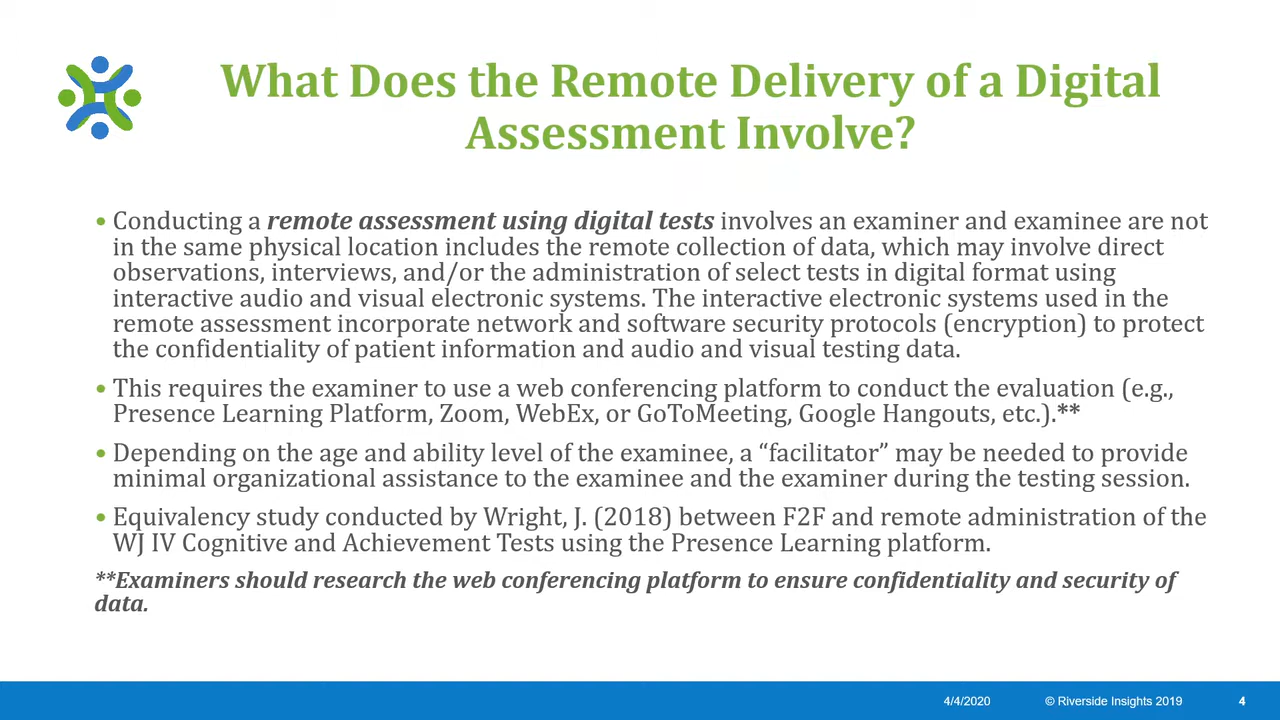 What Does the Remote Delivery of a Digital
Assessment Involve?
• Conducting a remote assessment using digital tests involves an examiner and examinee are not
in the same physical location includes the remote collection of data, which may involve direct
observations, interviews, and/or the administration of select tests in digital format using
interactive audio and visual electronic systems. The interactive electronic systems used in the
remote assessment incorporate network and software security protocols (encryption) to protect
the confidentiality of patient information and audio and visual testing data.
• This requires the examiner to use a web conferencing platform to conduct the evaluation (e.g.,
Presence Learning Platform, Zoom, WebEx, or GoToMeeting, Google Hangouts, etc.).**
• Depending on the age and ability level of the examinee, a “facilitator” may be needed to provide
minimal organizational assistance to the examinee and the examiner during the testing session.
• Equivalency study conducted by Wright, J. (2018) between F2F and remote administration of the
WJ IV Cognitive and Achievement Tests using the Presence Learning platform.
**Examiners should research the web conferencing platform to ensure confidentiality and security of
data.
4/4/2020 © Riverside Insights 2019 4